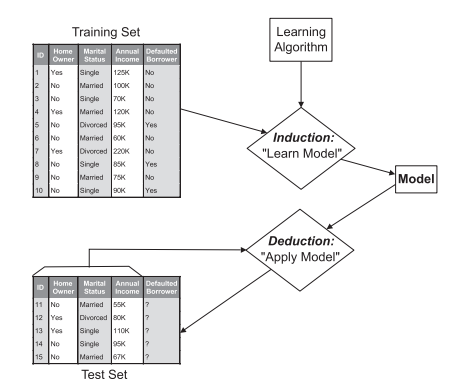 Training Set
ID Home Owner Marital Status Annual Income Defaulted Borrower
1 Yes Single 125K No
2 No Married 100K No
3 No Single 70K No
4 Yes Married 120K No
5 No Divorced 95K Yes
6 No Married 60K No
7 Yes Divorced 220K No
8 No Single 85K Yes
9 No Married 75K No
10 No Single 90K Yes
Learning
Algorithm
Induction:
"Learn Model"
Model
Deduction:
"Apply Model"
ID Home Owner Marital Status Annual Income Defaulted Borrower
11 No Married 55K ?
12 Yes Divorced 80K ?
13 Yes Single 110K ?
14 No Single 95K ?
15 No Married 67K ?
Test Set